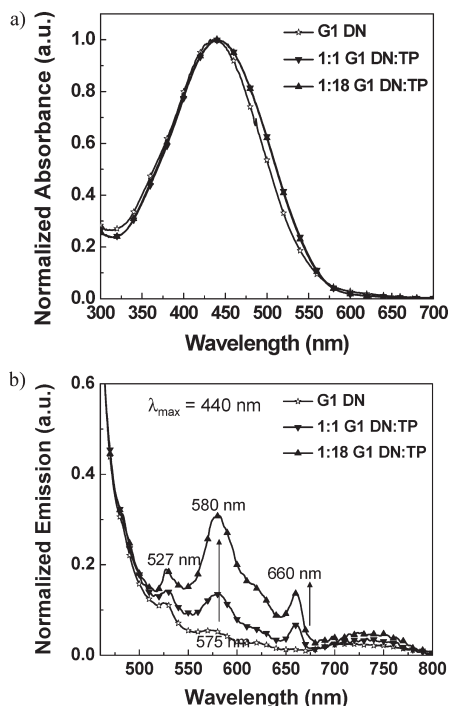 a)
G1 DN
1:1 G1 DN:TP
1:18 G1 DN:TP
Normalized Absorbance (a.u.)
1.0
0.8
0.6
0.4
0.2
0.0
300 350 400 450 500 550 600 650 700
Wavelength (nm)
b)
λmax = 440 nm
G1 DN
1:1 G1 DN:TP
1:18 G1 DN:TP
Normalized Emission (a.u.)
0.6
0.4
0.2
0.0
580 nm
527 nm
660 nm
575 nm
500 550 600 650 700 750 800
Wavelength (nm)